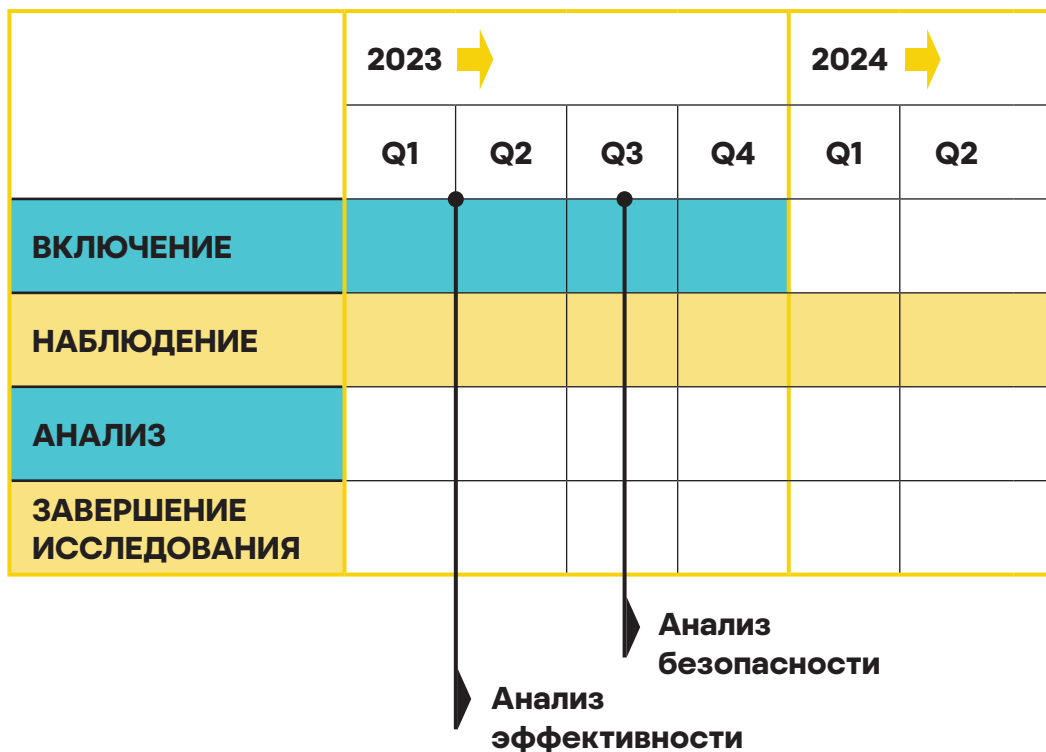 2023
2024
Q1 Q2 Q3 Q4 Q1 Q2
ВКЛЮЧЕНИЕ
НАБЛЮДЕНИЕ
АНАЛИЗ
ЗАВЕРШЕНИЕ
ИССЛЕДОВАНИЯ
Анализ
безопасности
Анализ
эффективности